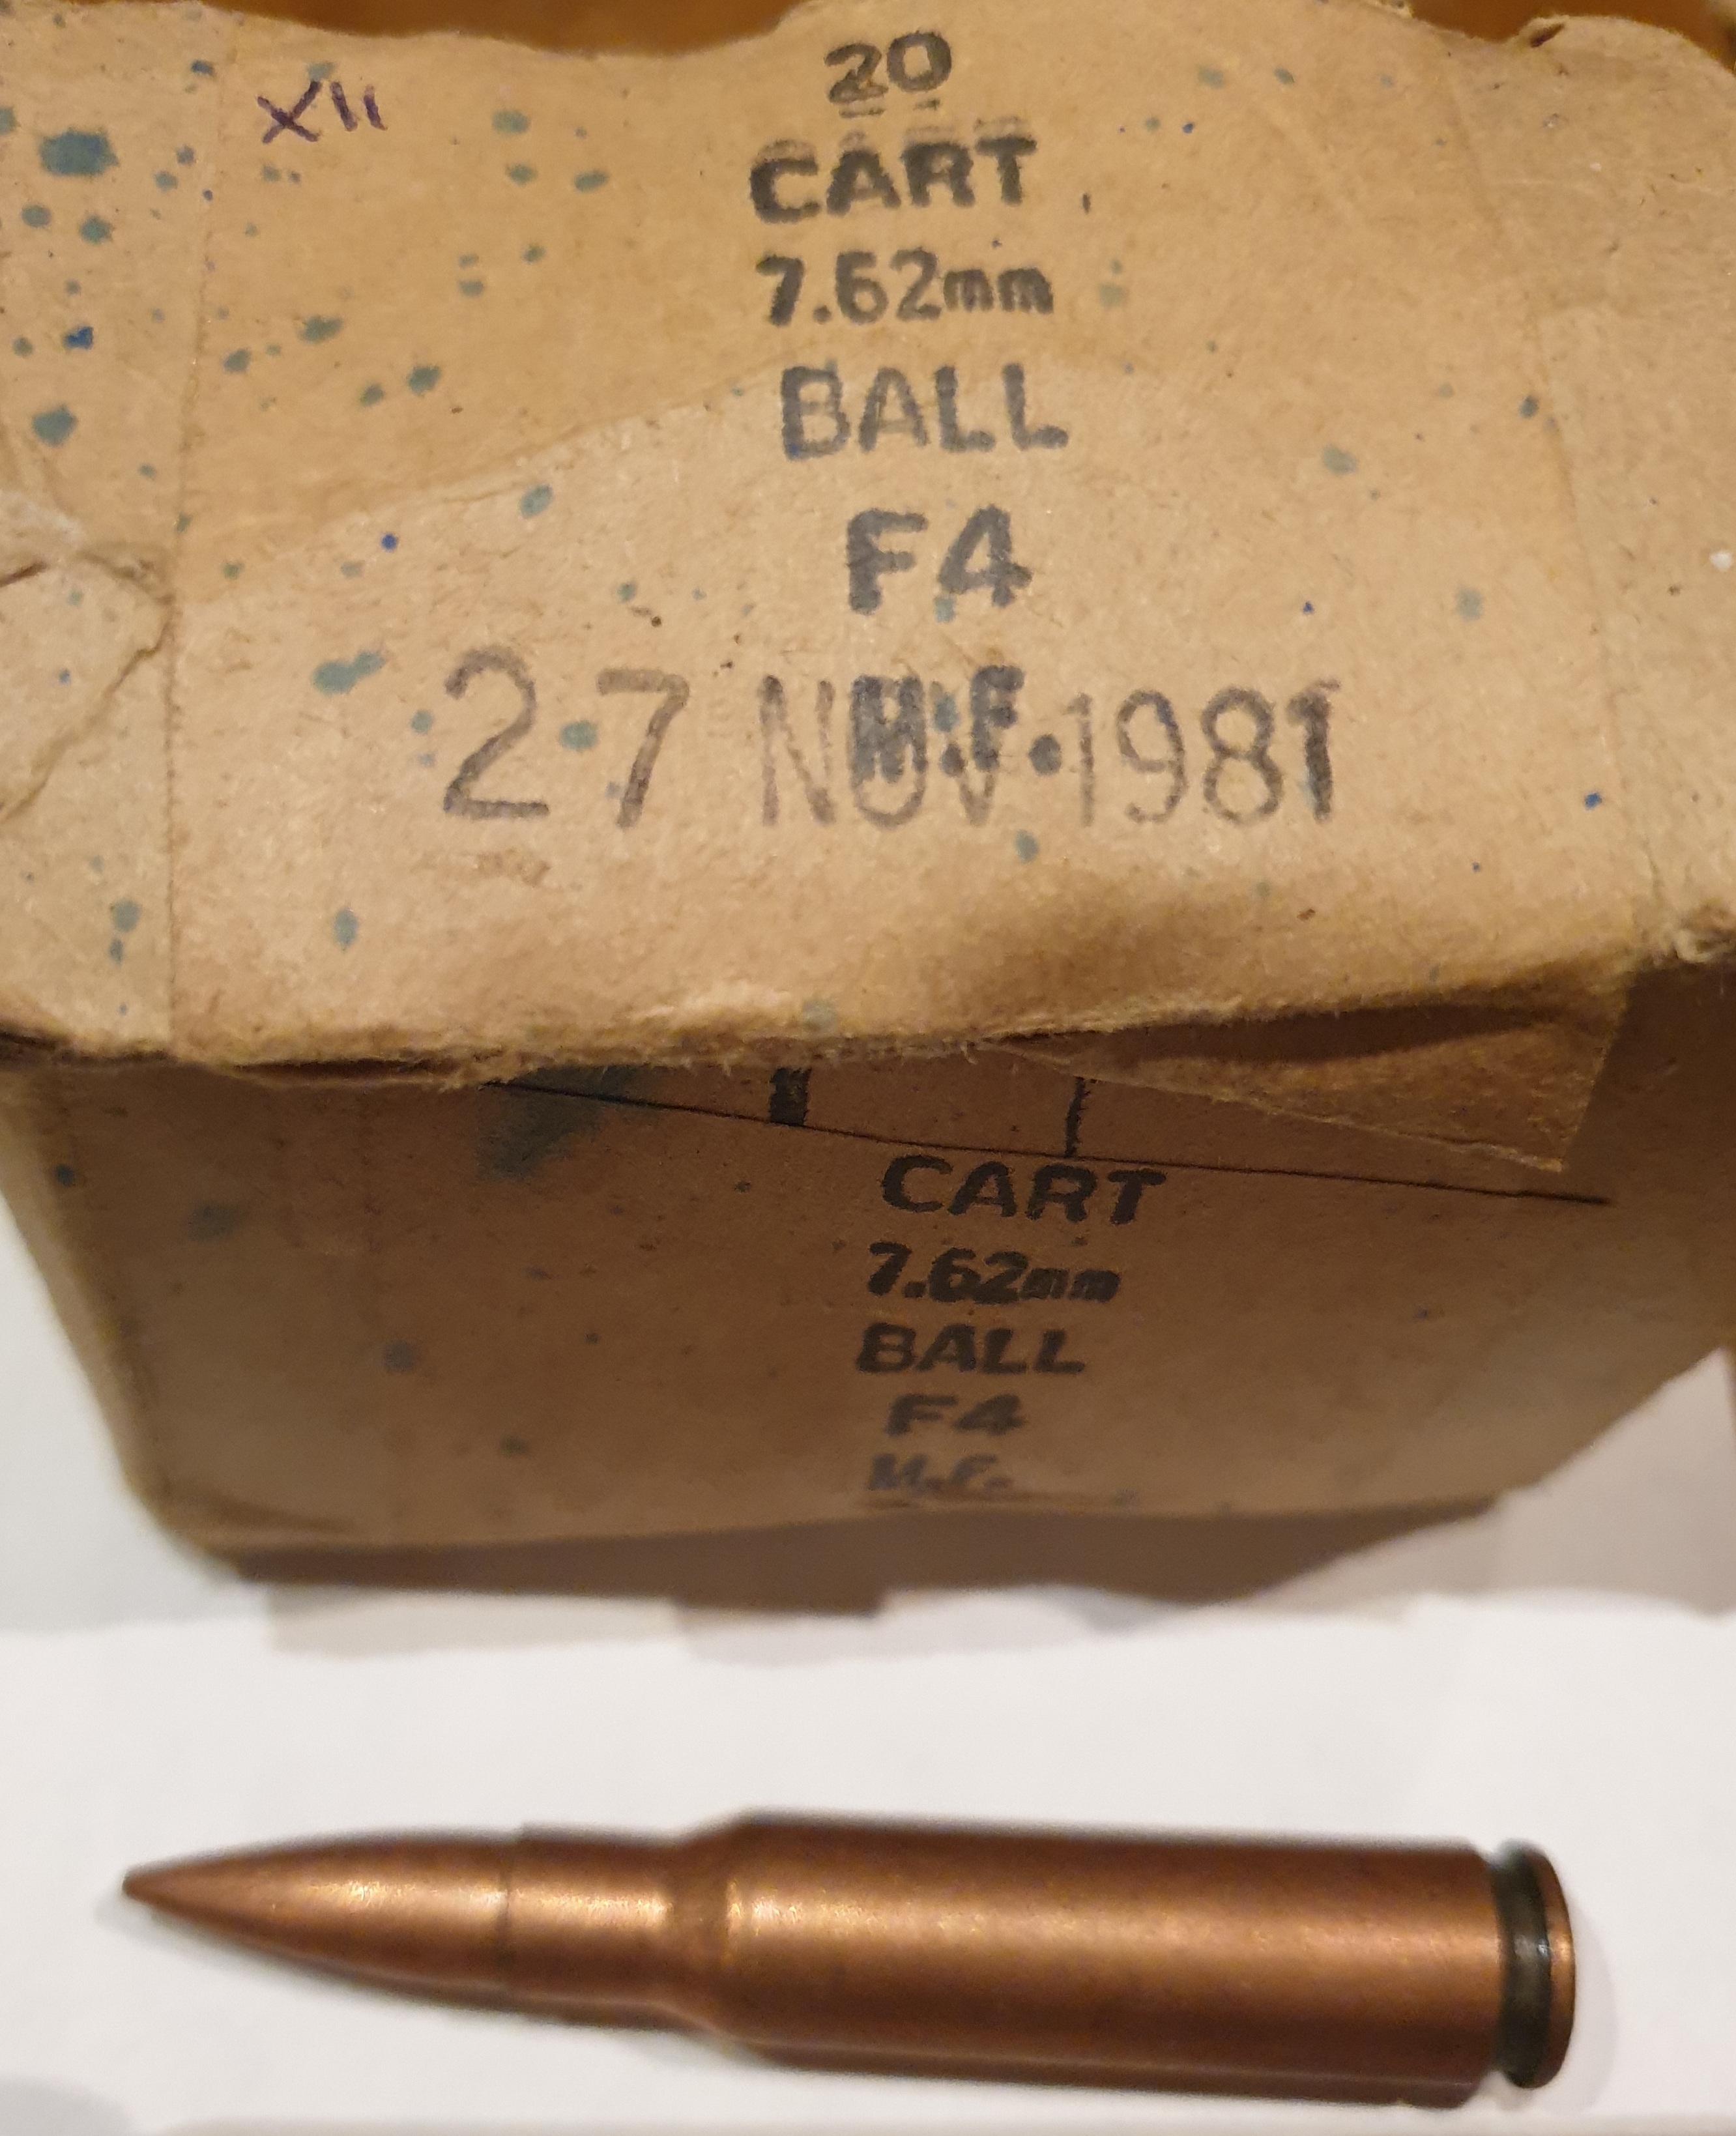 XII
20
CART
7.62mm
BALL
F4
M.F.
27 NOV 1981
CART
7.62mm
BALL
F4
M.F.